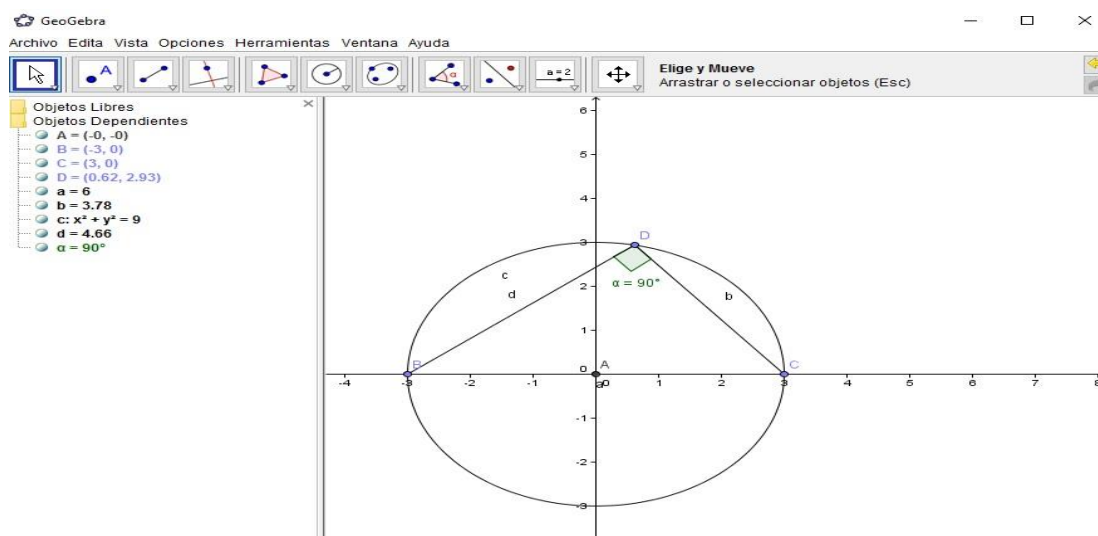 GeoGebra
Archivo Edita Vista Opciones Herramientas Ventana Ayuda
A
α
a = 2
Elige y Mueve
Arrastrar o seleccionar objetos (Esc)
Objetos Libres
Objetos Dependientes
A = (-0, -0)
B = (-3, 0)
C = (3, 0)
D = (0.62, 2.93)
a = 6
b = 3.78
c: x² + y² = 9
d = 4.66
α = 90°
6
5
4
3
D
c
d
2
α = 90°
b
1
B
0
A
C
-4 -3 -2 -1 a 0 1 2 3 4 5 6 7 8
-1
-2
-3